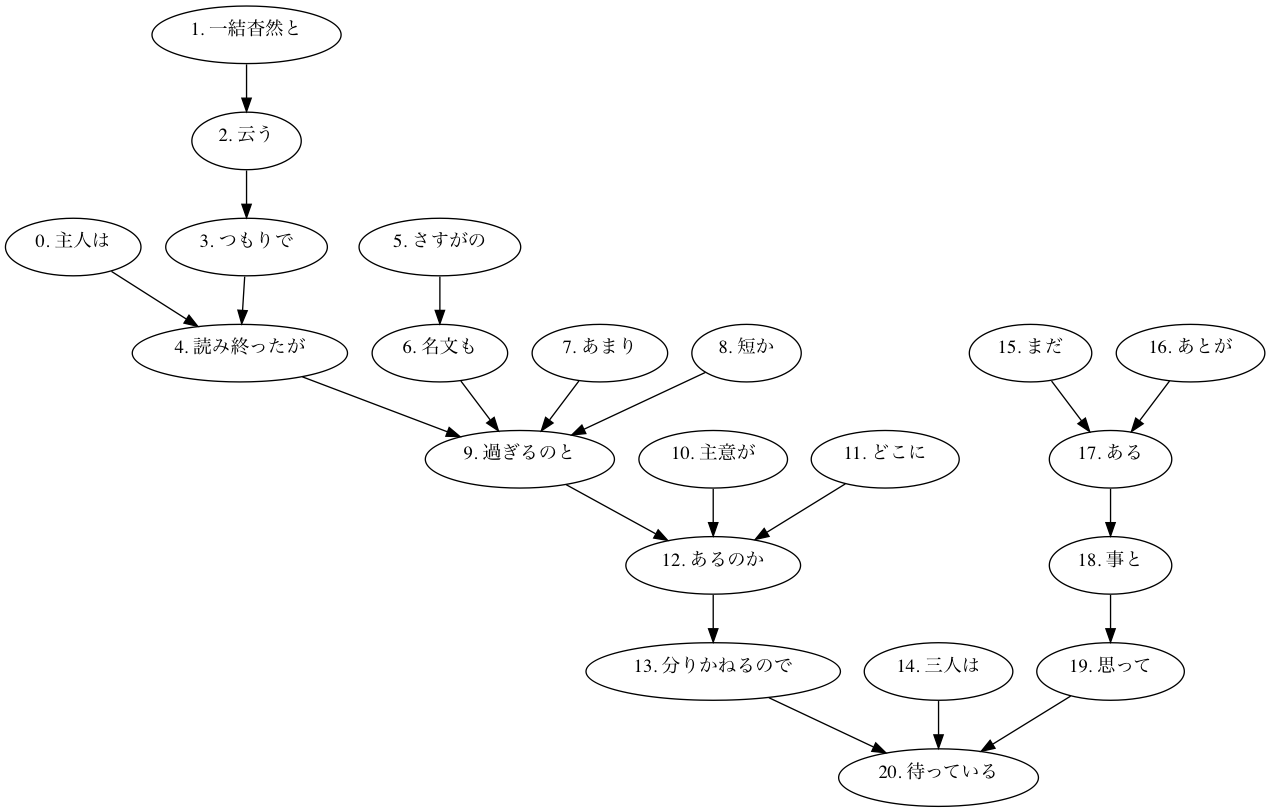 1. 一結杳然と
2. 云う
0. 主人は
3. つもりで
5. さすがの
4. 読み終ったが
6. 名文も
7. あまり
8. 短か
15. まだ
16. あとが
9. 過ぎるのと
10. 主意が
11. どこに
17. ある
12. あるのか
18. 事と
13. 分りかねるので
14. 三人は
19. 思って
20. 待っている